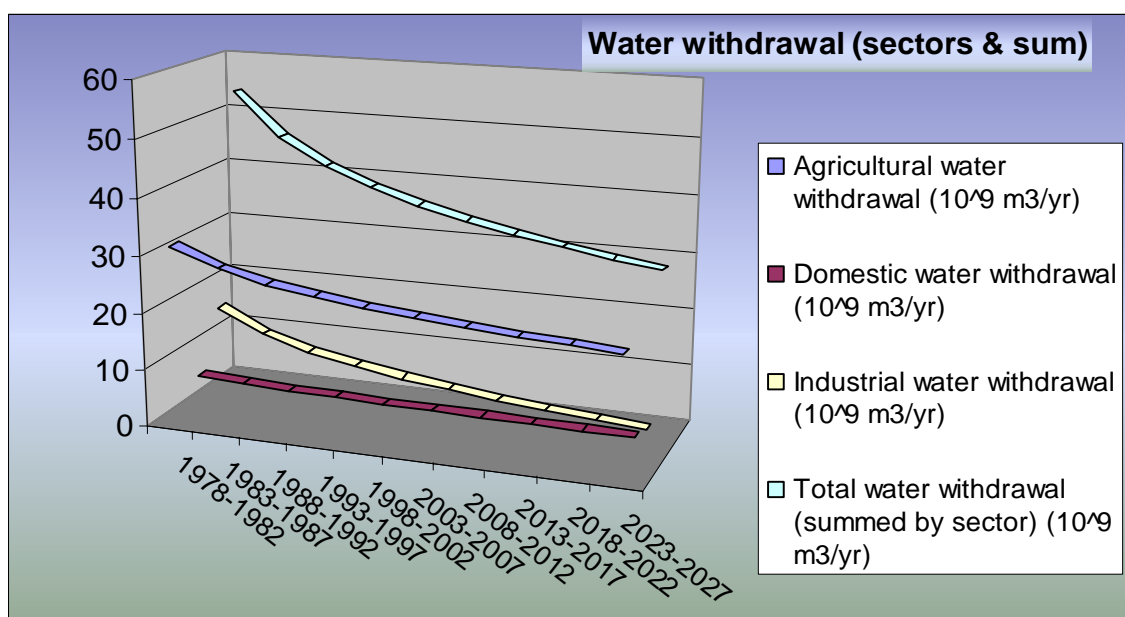 Water withdrawal (sectors & sum)
60
50
40
30
20
10
0
1978-1982
1983-1987
1988-1992
1993-1997
1998-2002
2003-2007
2008-2012
2013-2017
2018-2022
2023-2027
Agricultural water
withdrawal (10^9 m3/yr)
Domestic water withdrawal
(10^9 m3/yr)
Industrial water withdrawal
(10^9 m3/yr)
Total water withdrawal
(summed by sector) (10^9
m3/yr)